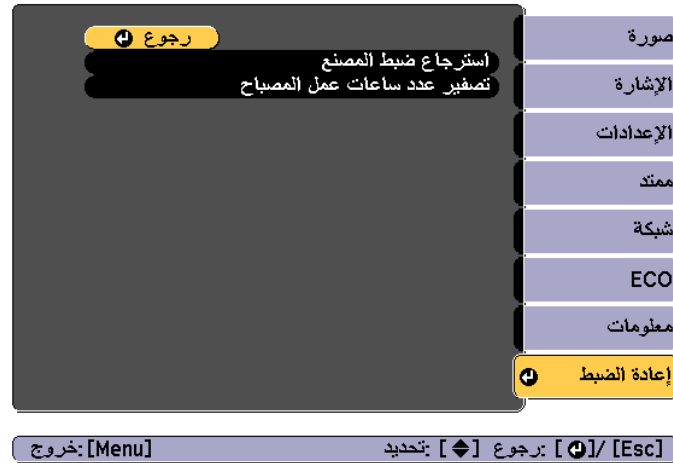 صورة
الإشارة
الإعدادات
ممتد
شبكة
ECO
معلومات
إعادة الضبط
رجوع
استرجاع ضبط المصنع
تصفير عدد ساعات عمل المصباح
[Esc] /[ ] :رجوع [ ] :تحديد [Menu] :خروج